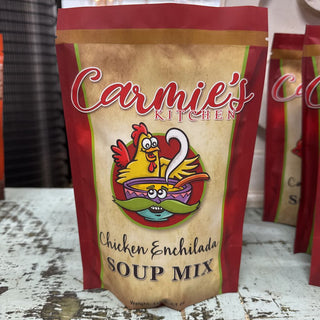 Carmie's
KITCHEN
Chicken Enchilada
SOUP MIX